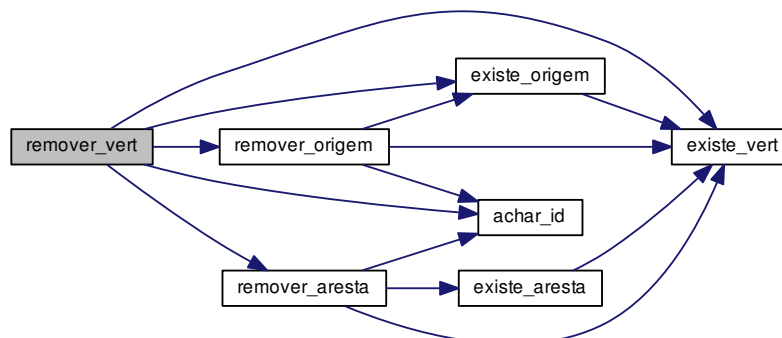 existe_origem
remover_vert
remover_origem
existe_vert
achar_id
remover_aresta
existe_aresta